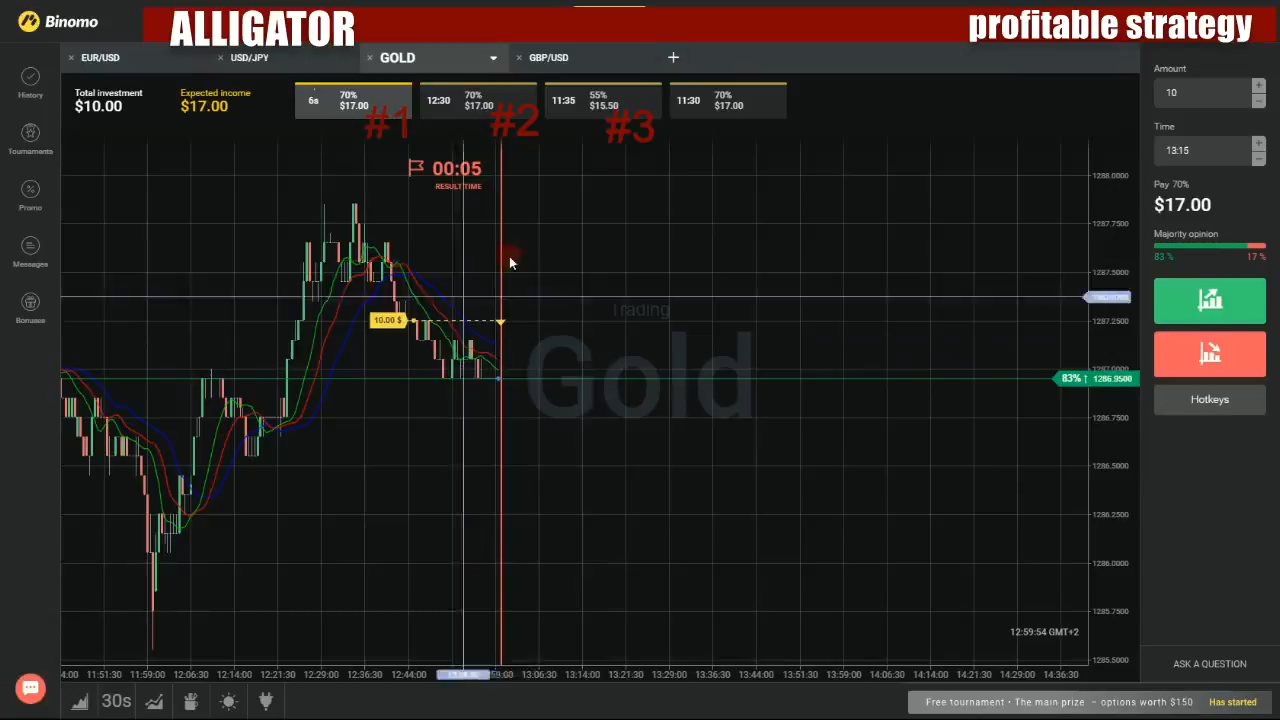 Binomo
ALLIGATOR
profitable strategy
EUR/USD
USD/JPY
GOLD
GBP/USD
History
Tournaments
Promo
Messages
Bonuses
Total investment
$10.00
Expected income
$17.00
6s
70%
$17.00
12:30
70%
$17.00
11:35
55%
$15.50
11:30
70%
$17.00
#1
#2
#3
00:05
RESULT TIME
10.00 $
Trading
Gold
1288.0000
1287.7500
1287.5000
1287.2500
1287.0000
83%↑ 1286.9500
1286.7500
1286.5000
1286.2500
1286.0000
1285.7500
1285.5000
12:59:54 GMT+2
4:00 11:51:30 11:59:00 12:06:30 12:14:00 12:21:30 12:29:00 12:36:30 12:44:00 59:00 13:06:30 13:14:00 13:21:30 13:29:00 13:36:30 13:44:00 13:51:30 13:59:00 14:06:30 14:14:00 14:21:30 14:29:00 14:36:30
30s
Amount
10
+
−
Time
13:15
+
−
Pay 70%
$17.00
Majority opinion
83 %
17 %
Hotkeys
ASK A QUESTION
Free tournament • The main prize – options worth $150 Has started